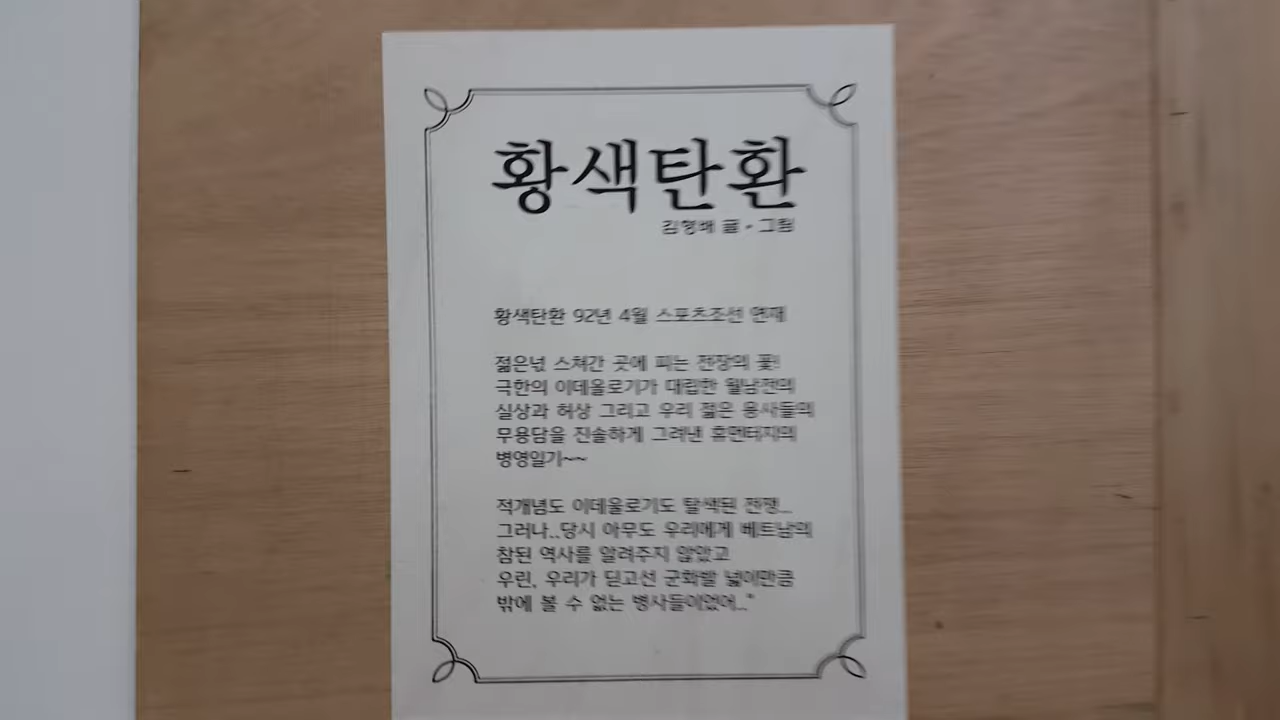 황색탄환
김형배 글 · 그림
황색탄환 92년 4월 스포츠조선 연재
젊은넋 스쳐간 곳에 피는 전장의 꽃!
극한의 이데올로기가 대립한 월남전의
실상과 허상 그리고 우리 젊은 용사들의
무용담을 진솔하게 그려낸 휴먼터치의
병영일기~~
적개념도 이데올로기도 탈색된 전쟁...
그러나..당시 아무도 우리에게 베트남의
참된 역사를 알려주지 않았고
우린, 우리가 딛고선 군화발 넓이만큼
밖에 볼 수 없는 병사들이었어..."